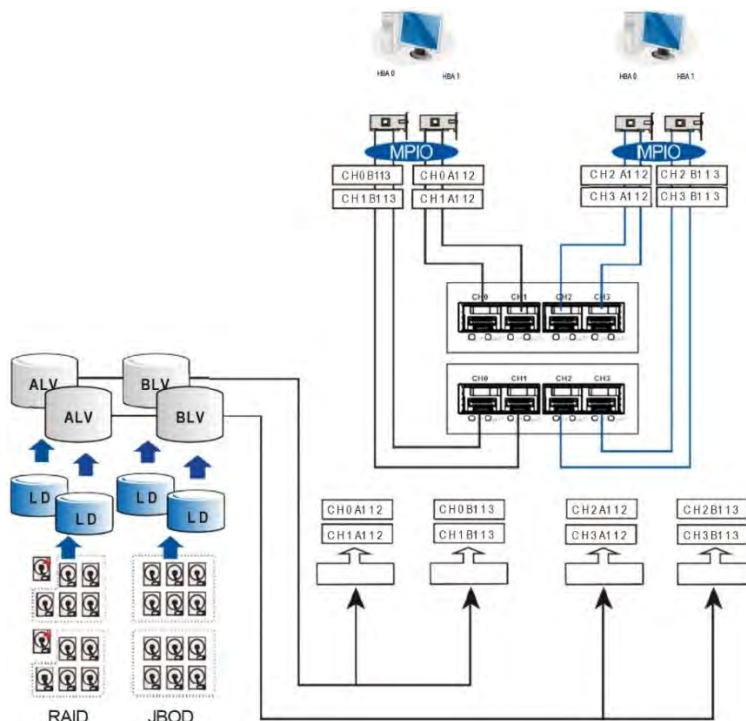 HBA 0
HBA 1
HBA 0
HBA 1
MPIO
MPIO
CH0B113
CH0A112
CH1B113
CH1A112
CH2 A112
CH2 B113
CH3 A112
CH3 B113
CH0
CH1
CH2
CH3
CH0
CH1
CH2
CH3
ALV
BLV
ALV
BLV
LD
LD
LD
LD
CH0A112
CH0B113
CH2A112
CH2B113
CH1A112
CH1B113
CH3A112
CH3B113
RAID
JBOD